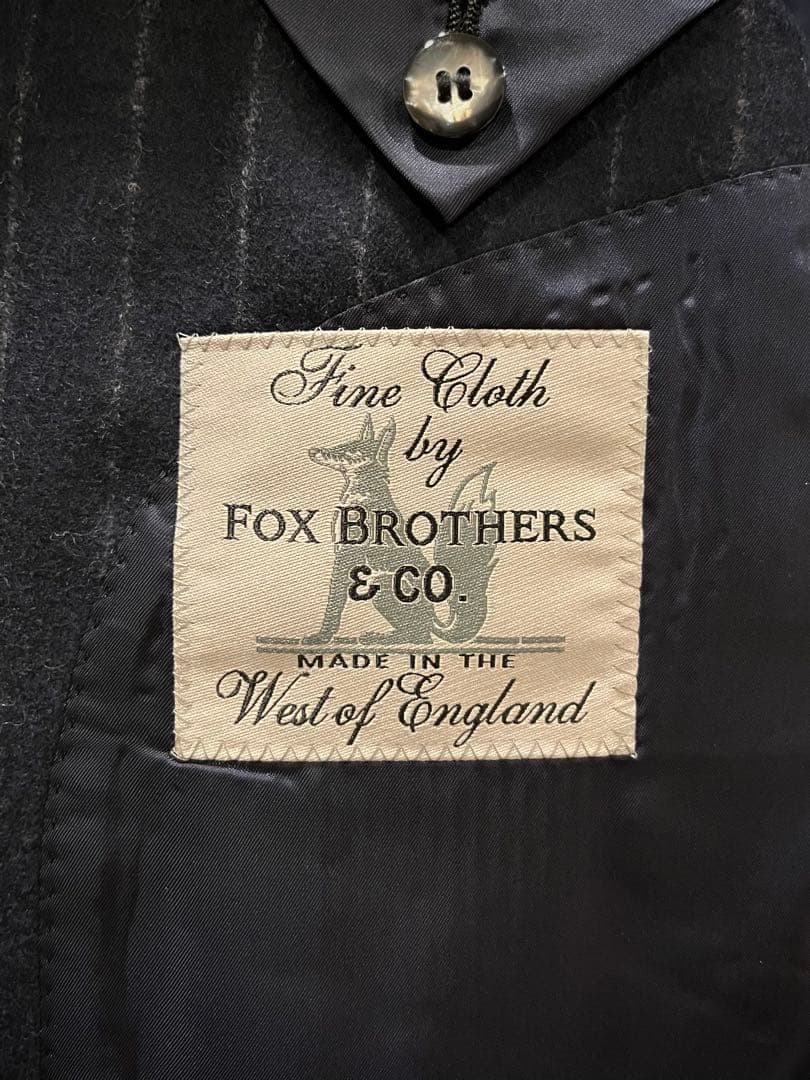 Fine Cloth
by
FOX BROTHERS
& CO.
MADE IN THE
West of England